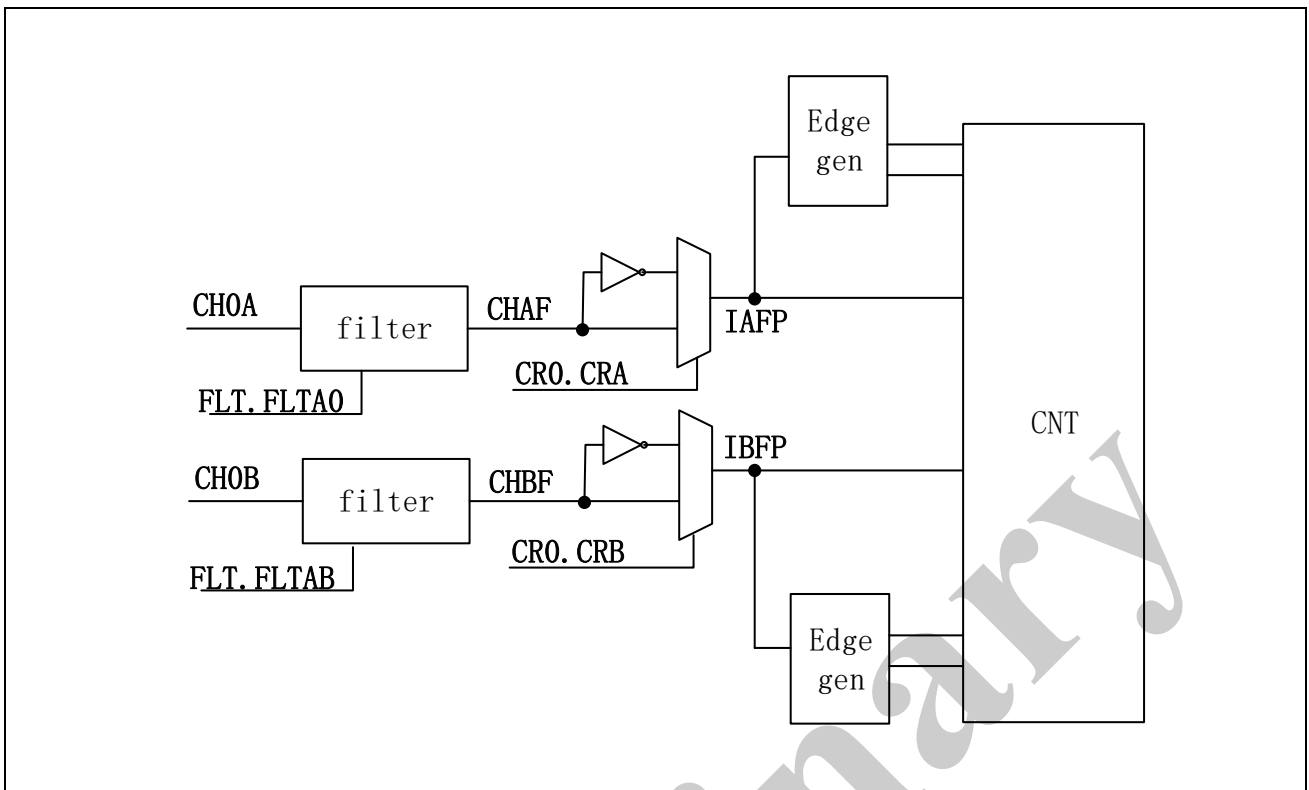 Edge
gen
CH0A
filter
CHAF
IAFP
CR0.CRA
FLT.FLTA0
CNT
CH0B
filter
CHBF
IBFP
CR0.CRB
FLT.FLTAB
Edge
gen
inary